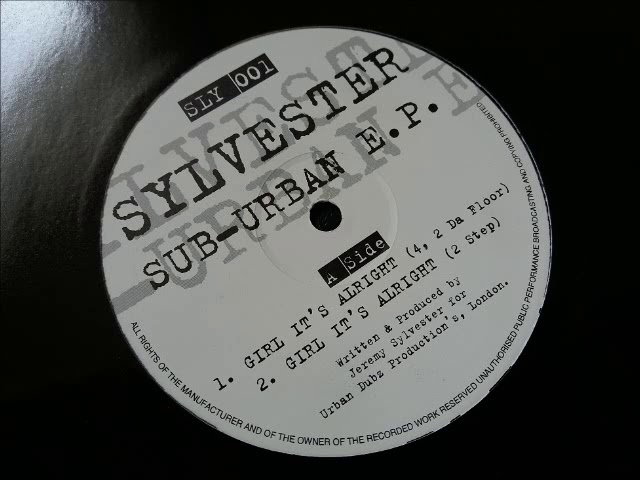 SLY 001
SYLVESTER
SUB-URBAN E.P.
A Side
1. GIRL IT'S ALRIGHT (4, 2 Da Floor)
2. GIRL IT'S ALRIGHT (2 Step)
Written & Produced by
Jeremy Sylvester for
Urban Dubz Production's, London.
ALL RIGHTS OF THE MANUFACTURER AND OF THE OWNER OF THE RECORDED WORK RESERVED UNAUTHORISED PUBLIC PERFORMANCE BROADCASTING AND COPYING PROHIBITED